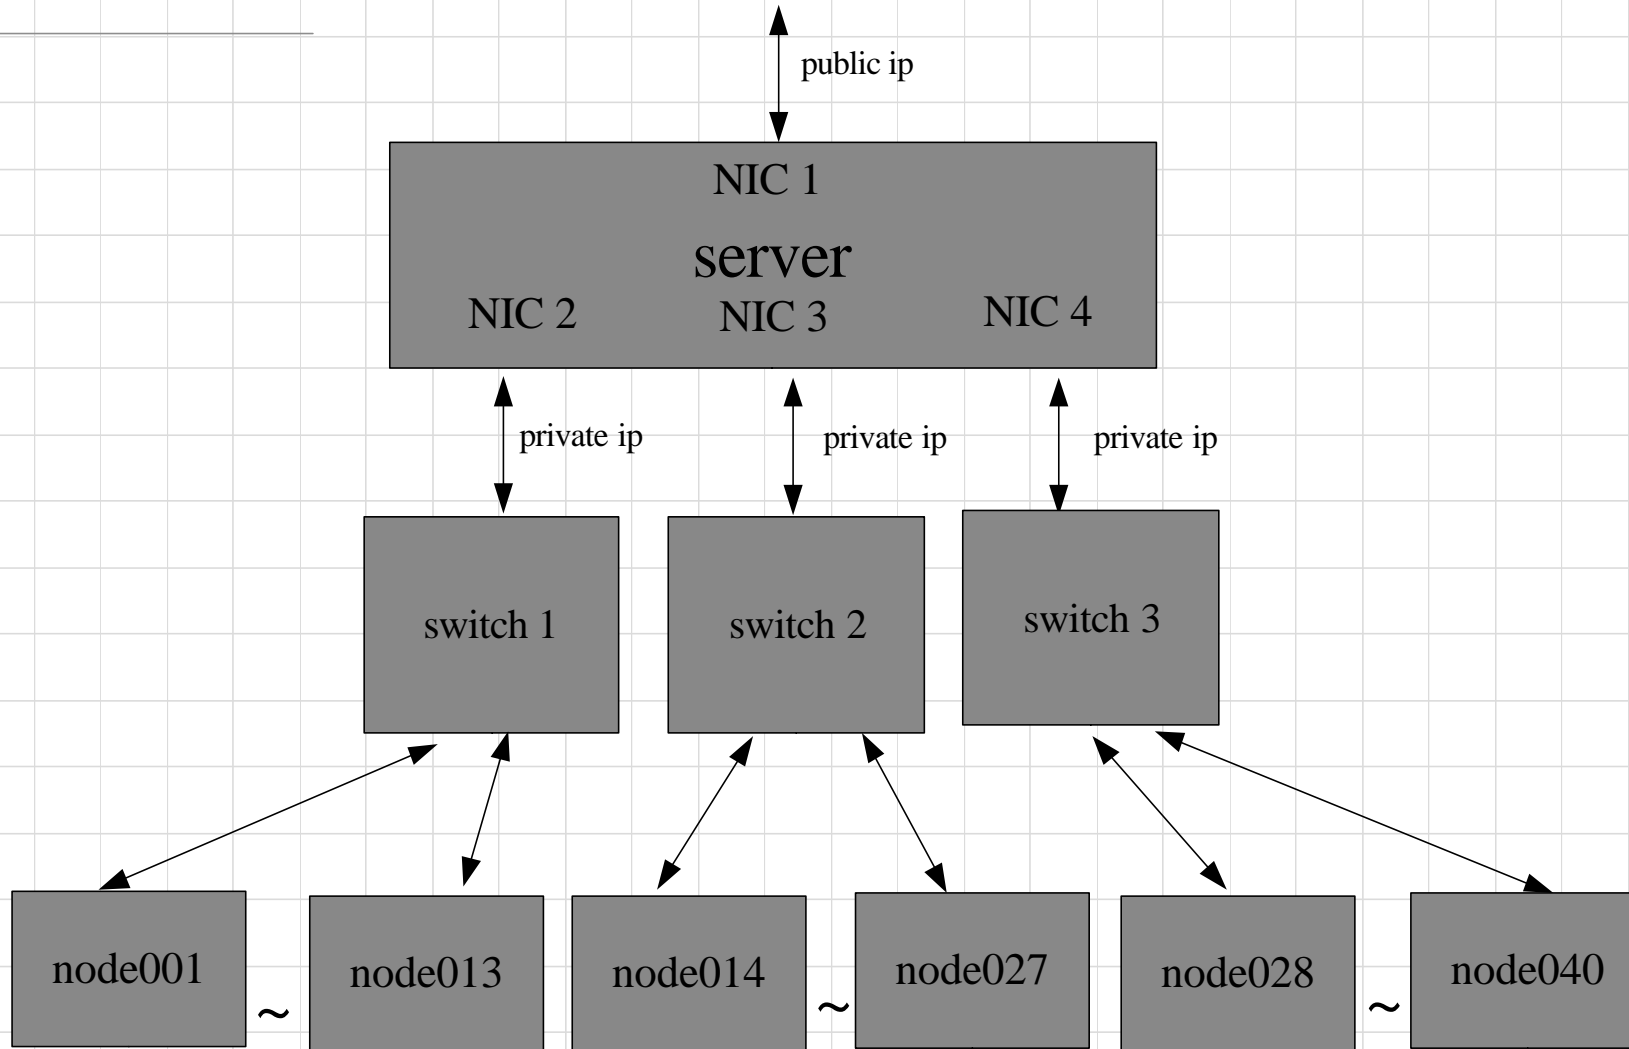 public ip
NIC 1
server
NIC 2 NIC 3 NIC 4
private ip private ip private ip
switch 1 switch 2 switch 3
node001 ~ node013 node014 ~ node027 node028 ~ node040